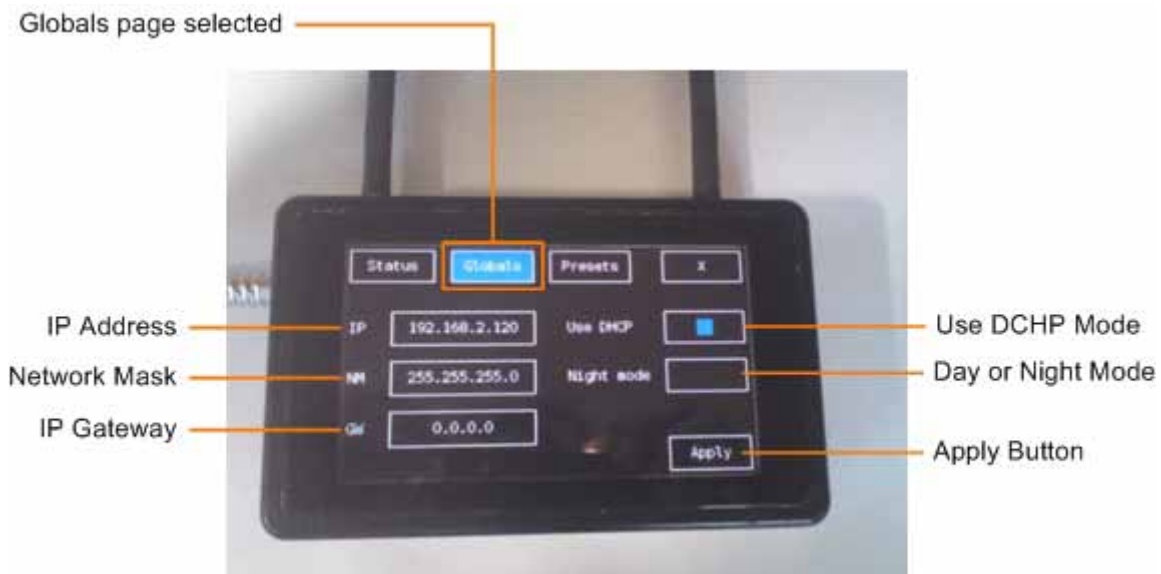 Globals page selected
Status Globals Presets X
IP Address IP 192.168.2.120 Use DHCP Use DCHP Mode
Network Mask NM 255.255.255.0 Night mode Day or Night Mode
IP Gateway GW 0.0.0.0
Apply Apply Button